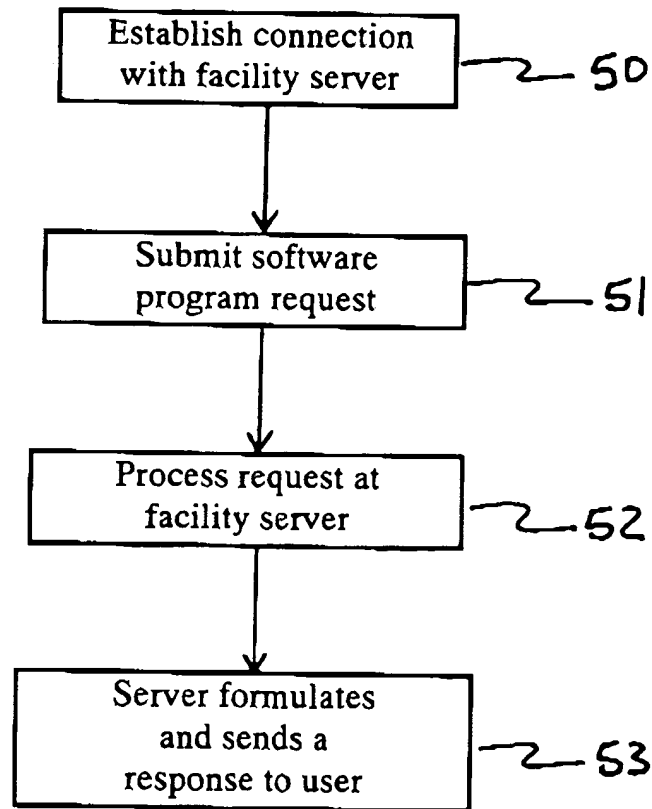 Establish connection
with facility server
50
Submit software
program request
51
Process request at
facility server
52
Server formulates
and sends a
response to user
53